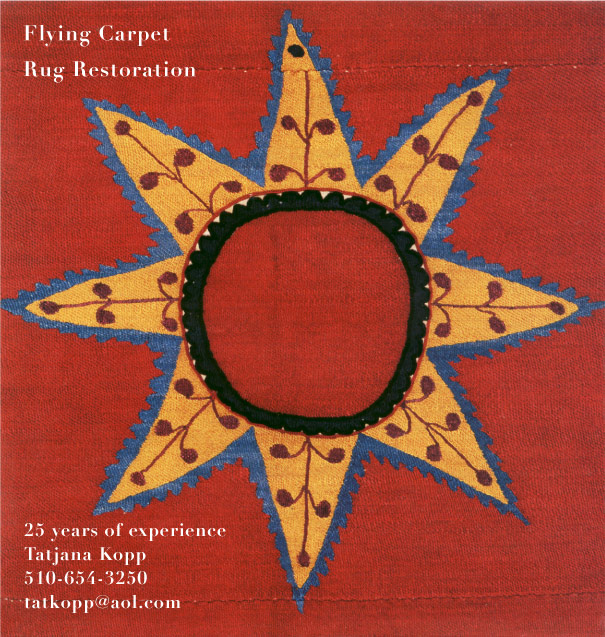 Flying Carpet
Rug Restoration
25 years of experience
Tatjana Kopp
510-654-3250
tatkopp@aol.com